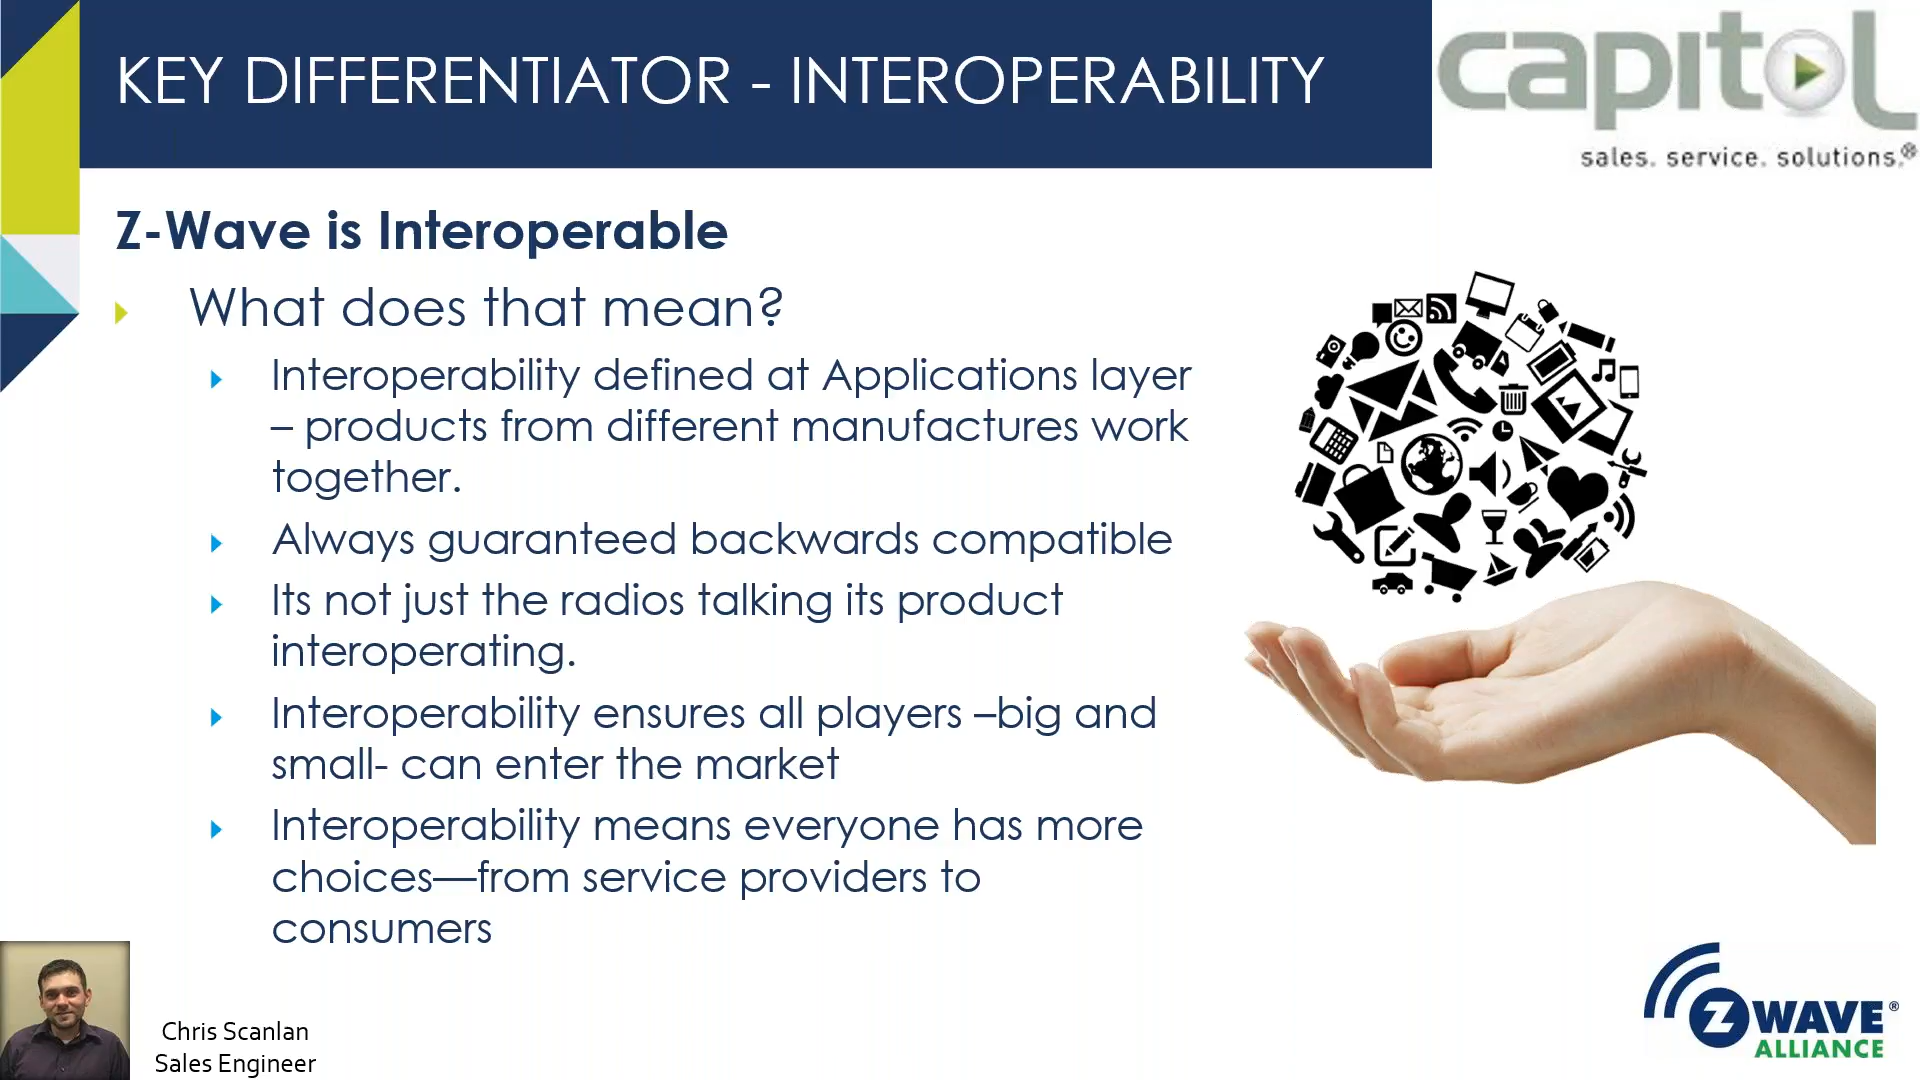 KEY DIFFERENTIATOR - INTEROPERABILITY
capitol
sales. service. solutions.®
Z-Wave is Interoperable
What does that mean?
Interoperability defined at Applications layer
– products from different manufactures work
together.
Always guaranteed backwards compatible
Its not just the radios talking its product
interoperating.
Interoperability ensures all players –big and
small- can enter the market
Interoperability means everyone has more
choices—from service providers to
consumers
Chris Scanlan
Sales Engineer
Z WAVE®
ALLIANCE